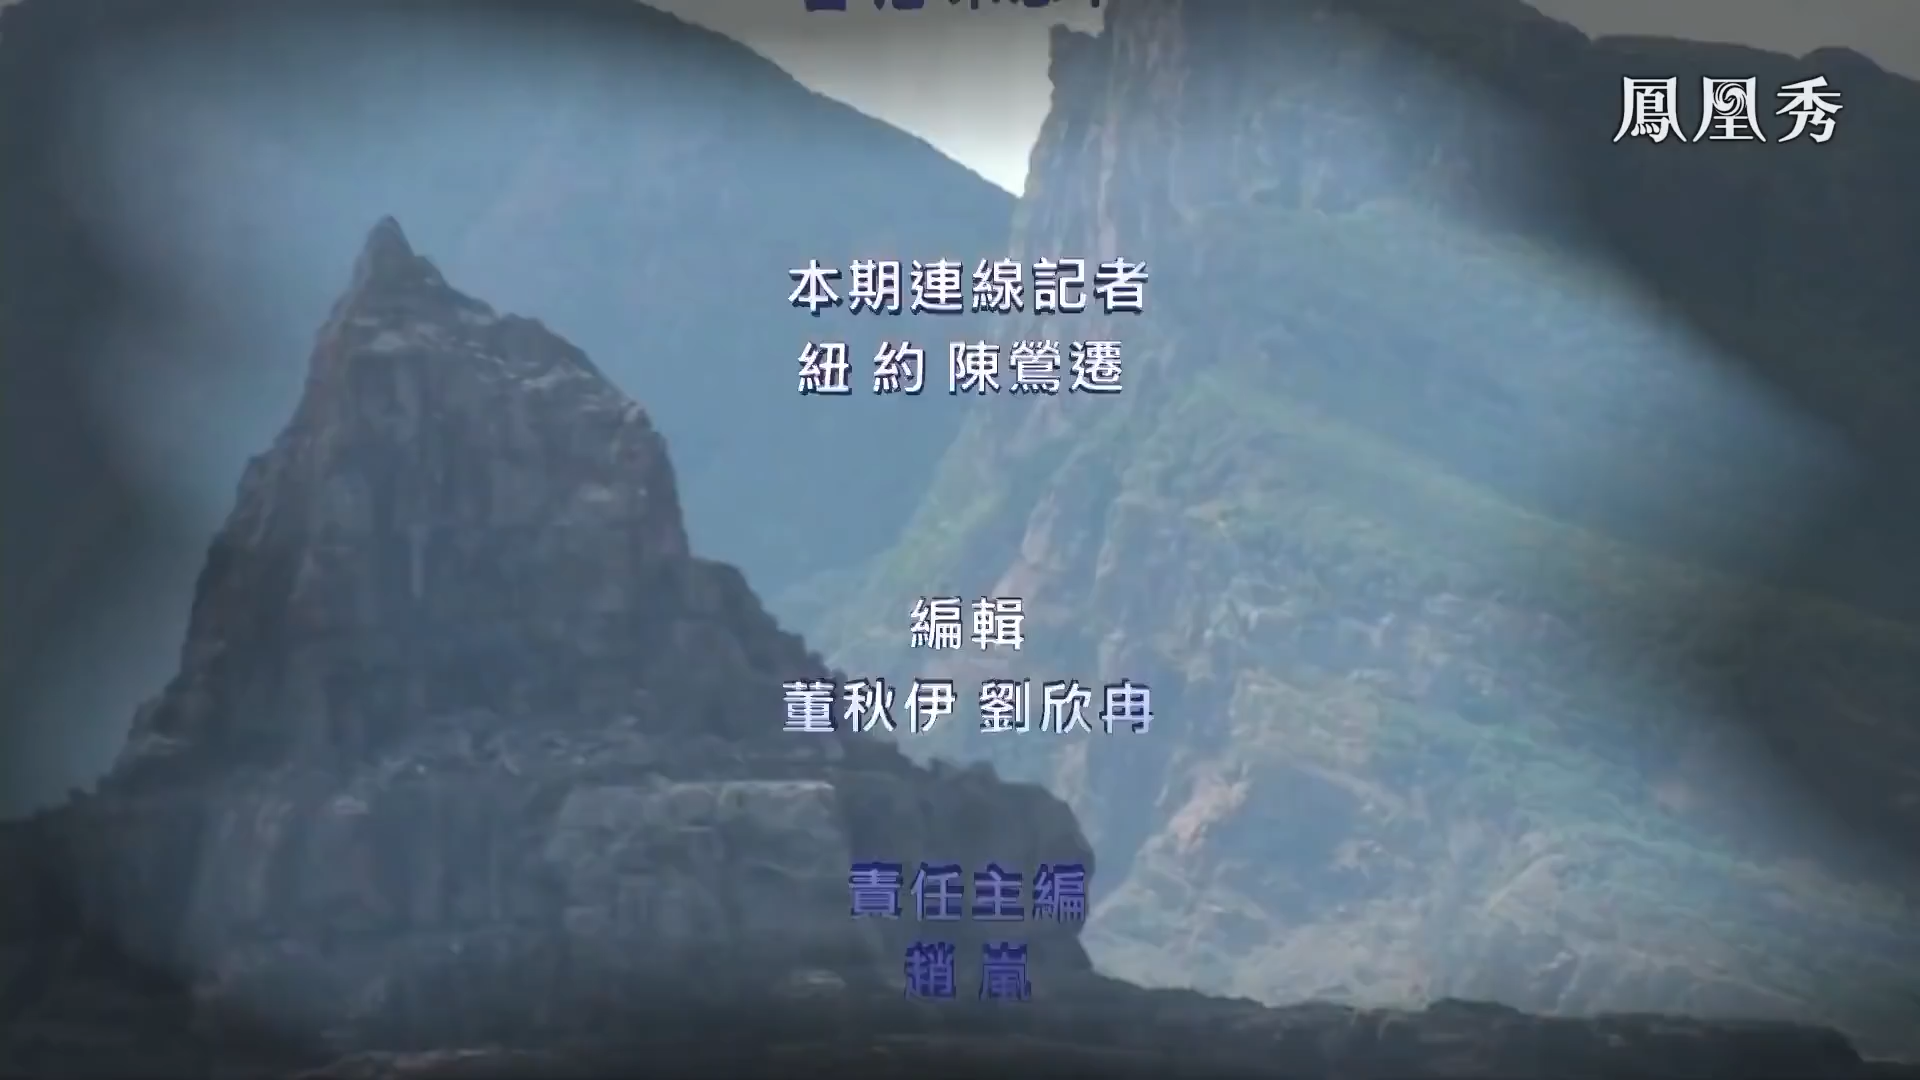 鳳凰秀
本期連線記者
紐 約 陳鶯遷
編輯
董秋伊 劉欣冉
責任主編
趙 嵐